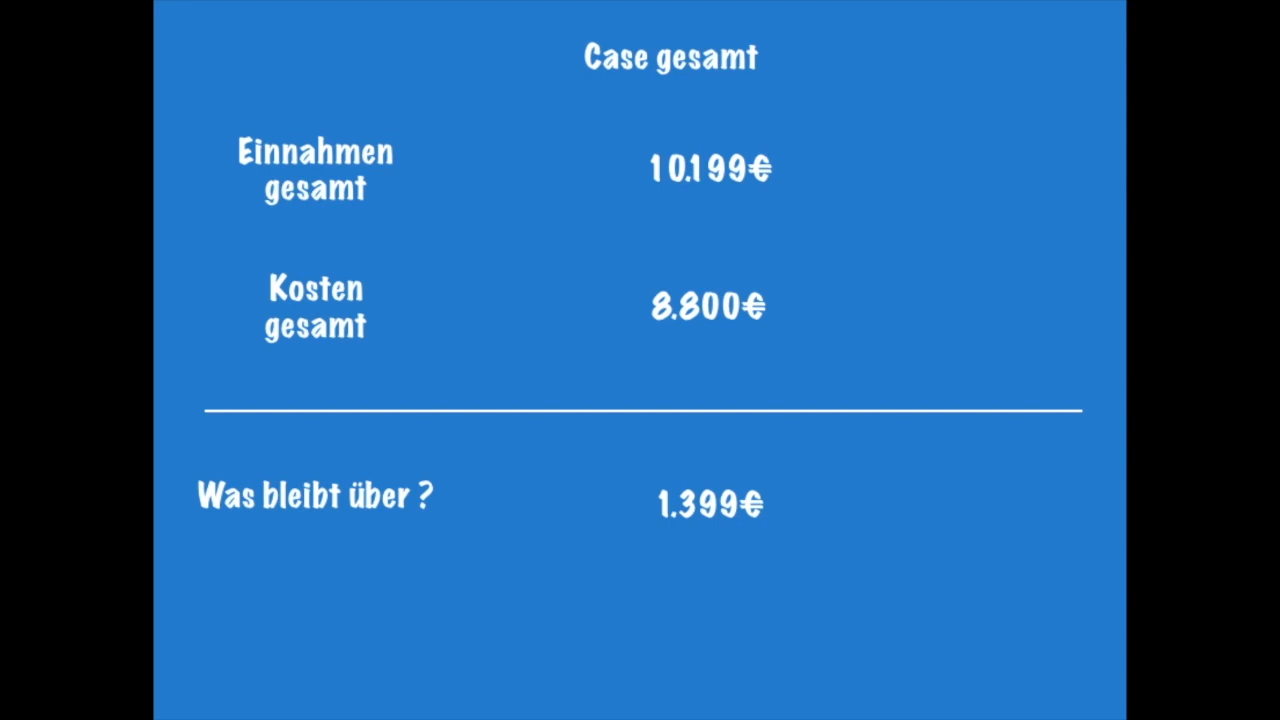 Case gesamt
Einnahmen
gesamt
10.199€
Kosten
gesamt
8.800€
Was bleibt über ?
1.399€